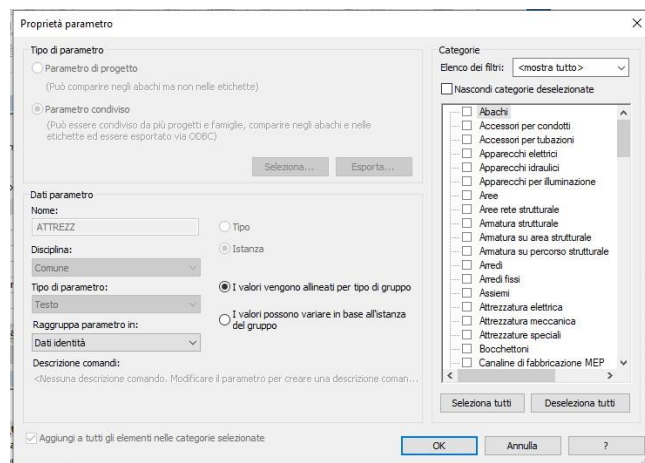 Proprietà parametro
Tipo di parametro
Parametro di progetto
(Può comparire negli abachi ma non nelle etichette)
Parametro condiviso
(Può essere condiviso da più progetti e famiglie, comparire negli abachi e nelle
etichette ed essere esportato via ODBC)
Seleziona...
Esporta...
Dati parametro
Nome:
ATTREZZ
Tipo
Disciplina:
Istanza
Comune
Tipo di parametro:
I valori vengono allineati per tipo di gruppo
Testo
Raggruppa parametro in:
I valori possono variare in base all'istanza
del gruppo
Dati identità
Descrizione comandi:
<Nessuna descrizione comando. Modificare il parametro per creare una descrizione coman...
Aggiungi a tutti gli elementi nelle categorie selezionate
Categorie
Elenco dei filtri:
<mostra tutto>
Nascondi categorie deselezionate
Abachi
Accessori per condotti
Accessori per tubazioni
Apparecchi elettrici
Apparecchi idraulici
Apparecchi per illuminazione
Aree
Aree rete strutturale
Armatura strutturale
Armatura su area strutturale
Armatura su percorso strutturale
Arredi
Arredi fissi
Assiemi
Attrezzatura elettrica
Attrezzatura meccanica
Attrezzature speciali
Bocchettoni
Canaline di fabbricazione MEP
Seleziona tutti
Deseleziona tutti
OK
Annulla
?